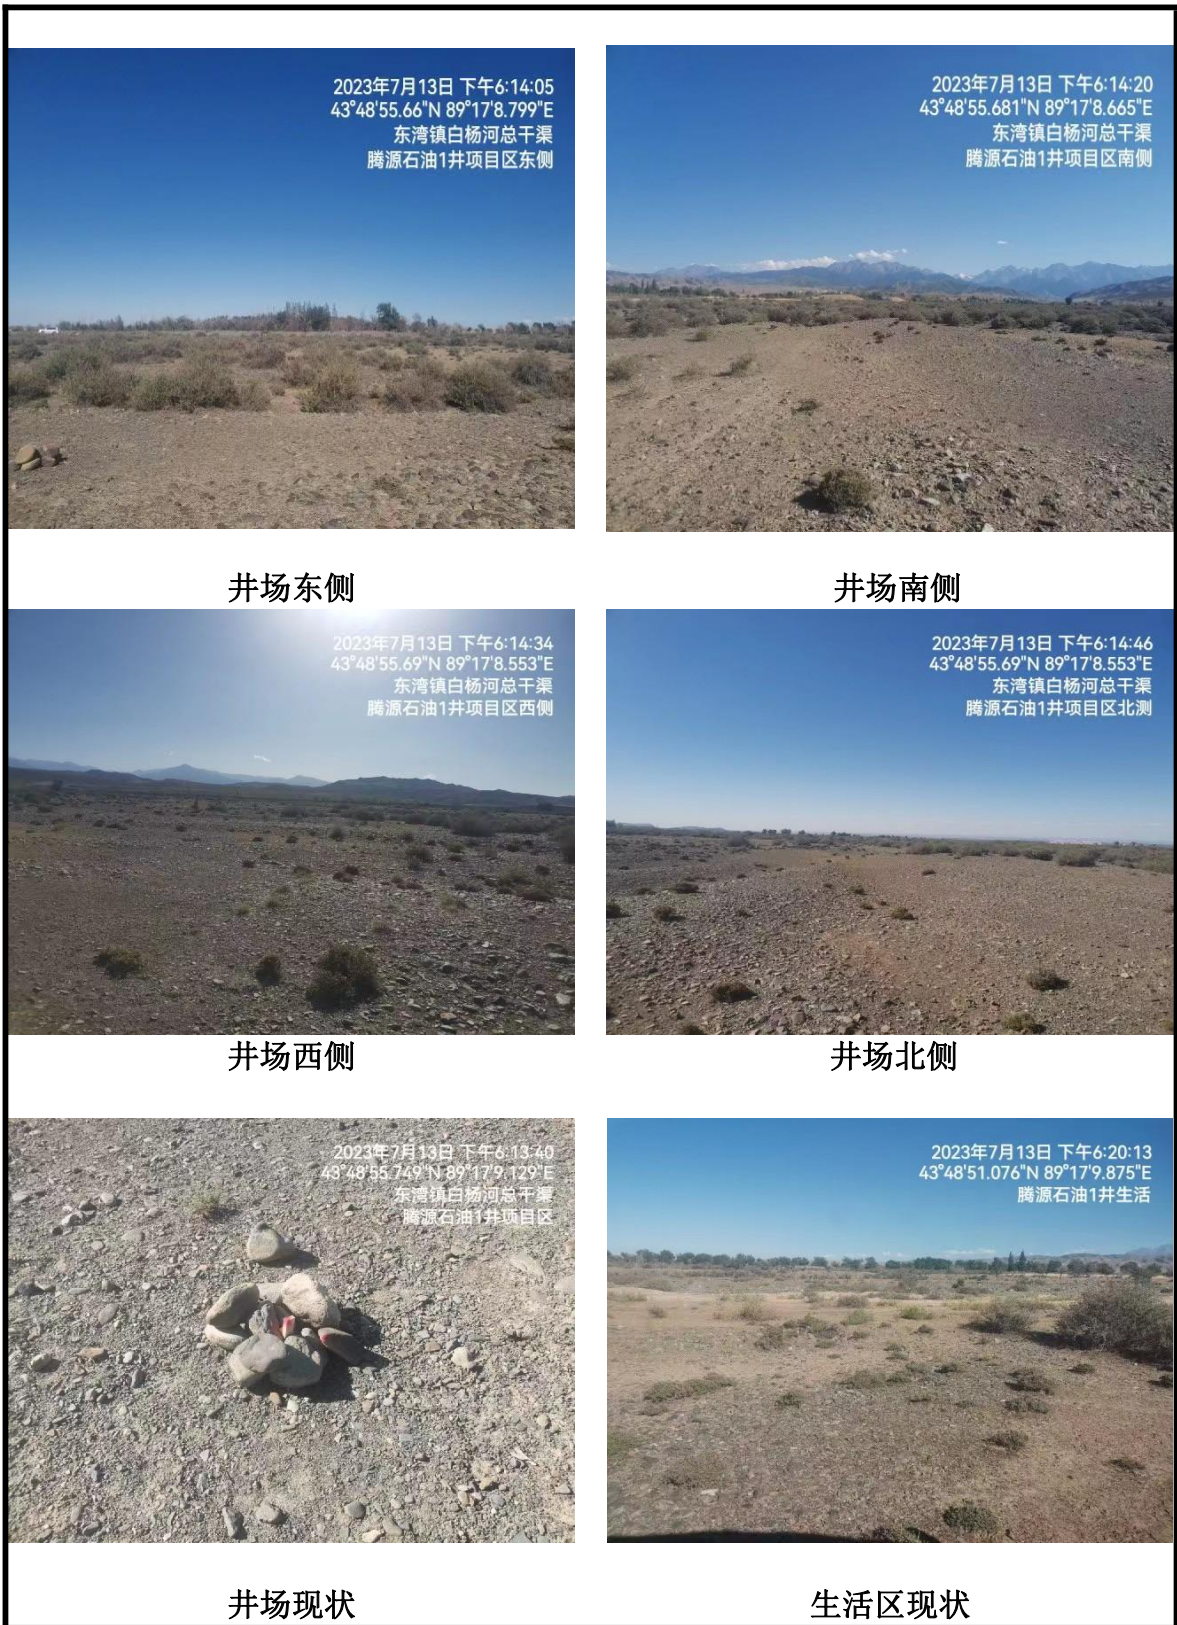 2023年7月13日 下午6:14:05
43°48'55.66"N 89°17'8.799"E
东湾镇白杨河总干渠
腾源石油1井项目区东侧
2023年7月13日 下午6:14:20
43°48'55.681"N 89°17'8.665"E
东湾镇白杨河总干渠
腾源石油1井项目区南侧
井场东侧
井场南侧
2023年7月13日 下午6:14:34
43°48'55.69"N 89°17'8.553"E
东湾镇白杨河总干渠
腾源石油1井项目区西侧
2023年7月13日 下午6:14:46
43°48'55.69"N 89°17'8.553"E
东湾镇白杨河总干渠
腾源石油1井项目区北测
井场西侧
井场北侧
2023年7月13日 下午6:13:40
43°48'55.749"N 89°17'9.129"E
东湾镇白杨河总干渠
腾源石油1井项目区
2023年7月13日 下午6:20:13
43°48'51.076"N 89°17'9.875"E
腾源石油1井生活
井场现状
生活区现状